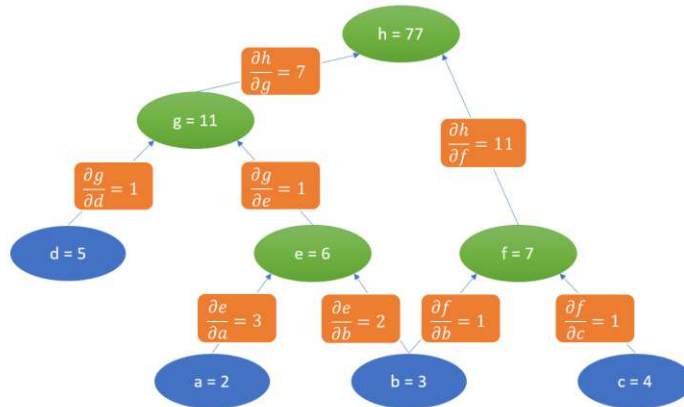 h = 77
∂h/∂g = 7
g = 11
∂h/∂f = 11
∂g/∂d = 1
∂g/∂e = 1
d = 5
e = 6
f = 7
∂e/∂a = 3
∂e/∂b = 2
∂f/∂b = 1
∂f/∂c = 1
a = 2
b = 3
c = 4